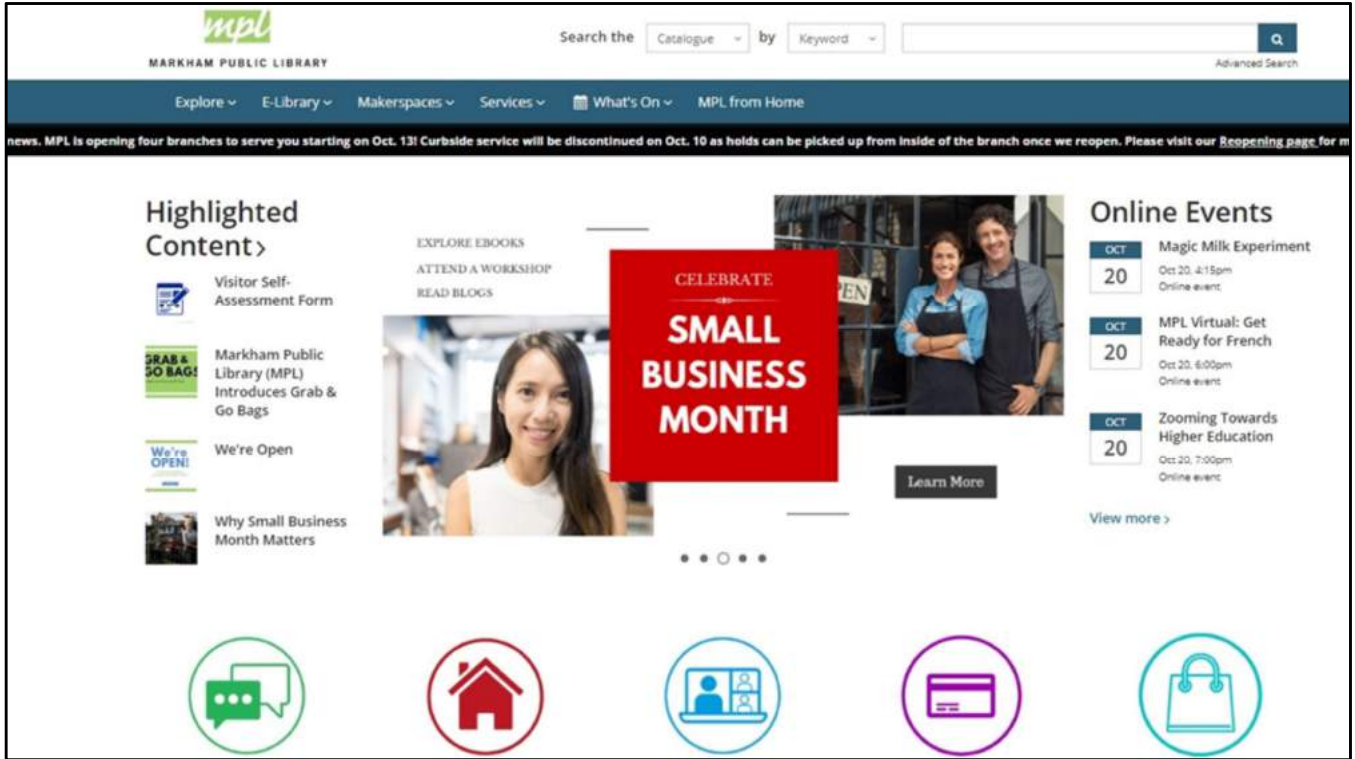 mpl
MARKHAM PUBLIC LIBRARY
Search the Catalogue by Keyword
Advanced Search
Explore E-Library Makerspaces Services What's On MPL from Home
news. MPL is opening four branches to serve you starting on Oct. 13! Curbside service will be discontinued on Oct. 10 as holds can be picked up from inside of the branch once we reopen. Please visit our Reopening page for m
Highlighted
Content>
Visitor Self-
Assessment Form
GRAB &
GO BAGS
Markham Public
Library (MPL)
Introduces Grab &
Go Bags
We're
OPEN!
We're Open
Why Small Business
Month Matters
EXPLORE EBOOKS
ATTEND A WORKSHOP
READ BLOGS
CELEBRATE
SMALL
BUSINESS
MONTH
OPEN
Learn More
Online Events
OCT
20
Magic Milk Experiment
Oct 20, 4:15pm
Online event
OCT
20
MPL Virtual: Get
Ready for French
Oct 20, 6:00pm
Online event
OCT
20
Zooming Towards
Higher Education
Oct 20, 7:00pm
Online event
View more >